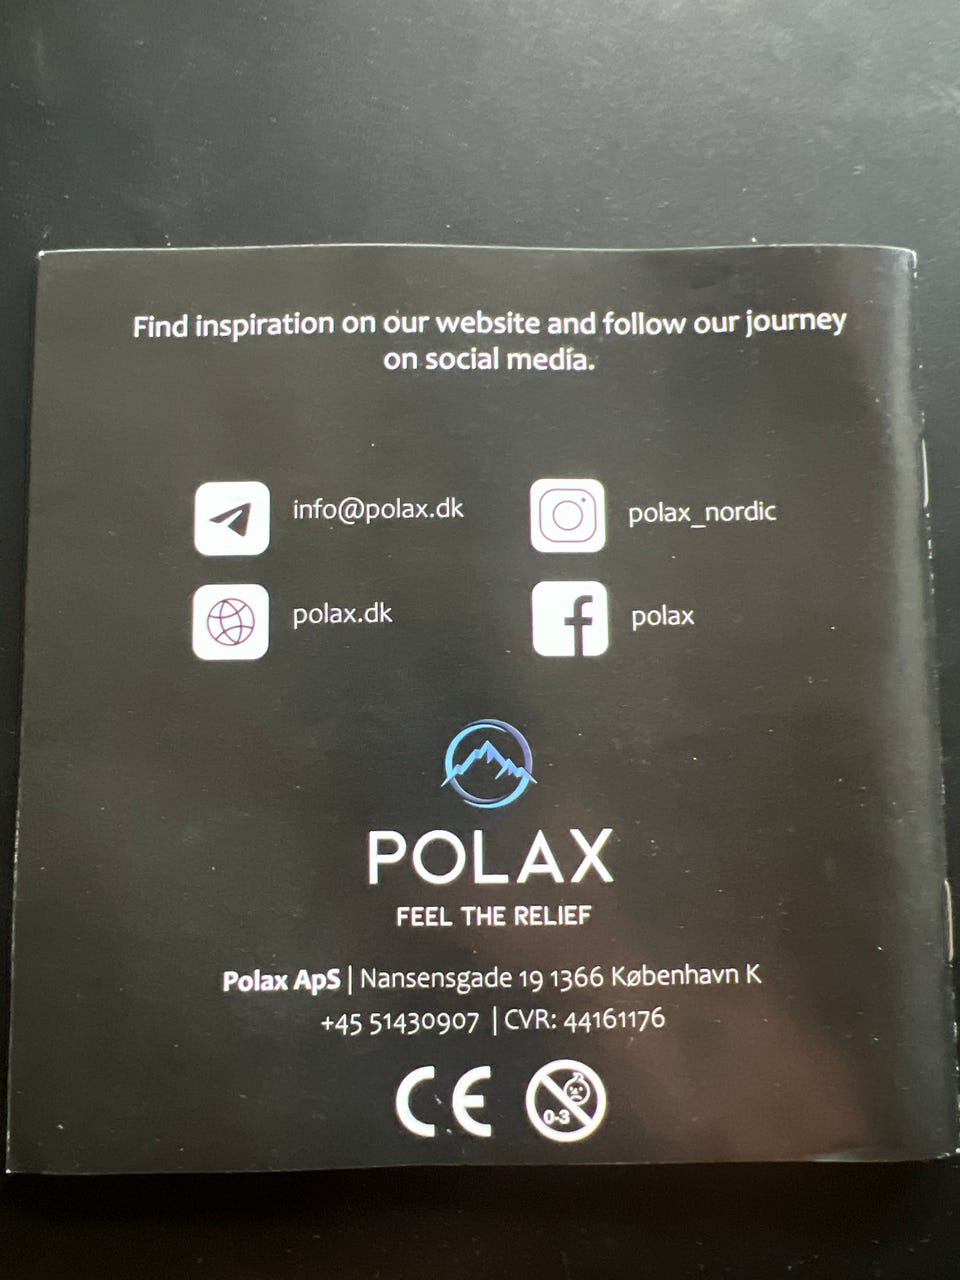 Find inspiration on our website and follow our journey
on social media.
info@polax.dk
polax_nordic
polax.dk
polax
POLAX
FEEL THE RELIEF
Polax ApS | Nansensgade 19 1366 København K
+45 51430907 | CVR: 44161176
CE
0-3